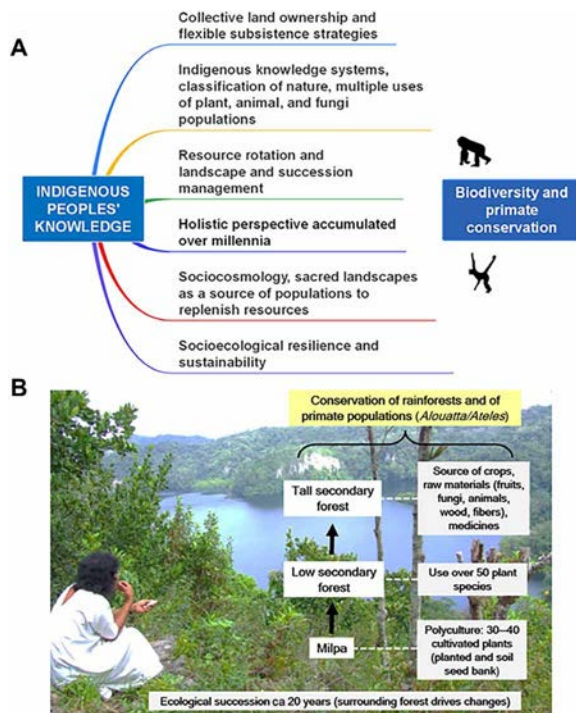 A
Collective land ownership and
flexible subsistence strategies
Indigenous knowledge systems,
classification of nature, multiple uses
of plant, animal, and fungi
populations
Resource rotation and
landscape and succession
management
INDIGENOUS
PEOPLES'
KNOWLEDGE
Holistic perspective accumulated
over millennia
Sociocosmology, sacred landscapes
as a source of populations to
replenish resources
Socioecological resilience and
sustainability
Biodiversity and
primate
conservation
B
Conservation of rainforests and of
primate populations (Alouatta/Ateles)
Tall secondary
forest
Source of crops,
raw materials (fruits,
fungi, animals,
wood, fibers),
medicines
Low secondary
forest
Use over 50 plant
species
Milpa
Polyculture: 30–40
cultivated plants
(planted and soil
seed bank)
Ecological succession ca 20 years (surrounding forest drives changes)